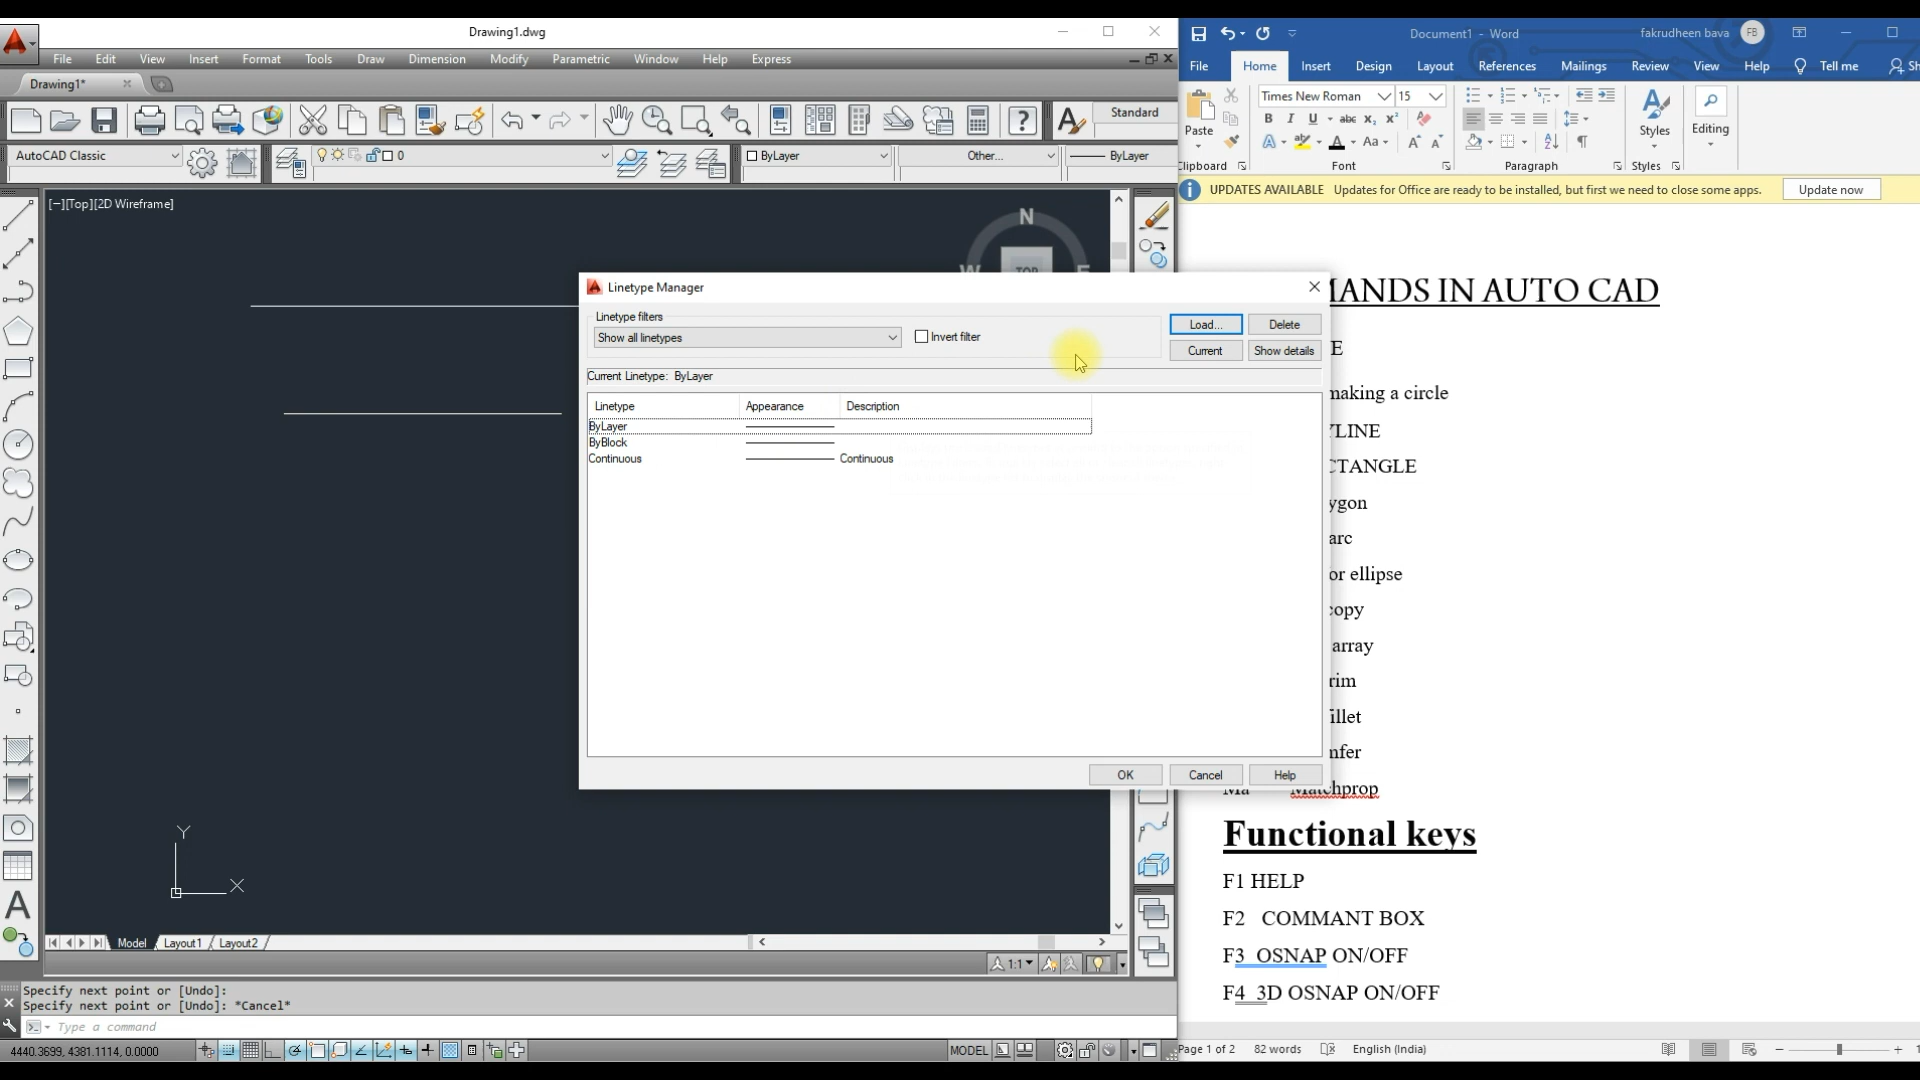 Drawing1.dwg
File Edit View Insert Format Tools Draw Dimension Modify Parametric Window Help Express
Drawing1*
Standard
AutoCAD Classic
0
ByLayer
Other...
ByLayer
[−][Top][2D Wireframe]
N
Linetype Manager
Linetype filters
Show all linetypes
Invert filter
Load...
Delete
Current
Show details
Current Linetype: ByLayer
Linetype Appearance Description
ByLayer
ByBlock
Continuous Continuous
OK Cancel Help
Y
X
Model Layout1 Layout2
1:1
Specify next point or [Undo]:
Specify next point or [Undo]: *Cancel*
Type a command
4440.3699, 4381.1114, 0.0000
MODEL
Document1 - Word
fakrudheen bava
FB
File Home Insert Design Layout References Mailings Review View Help Tell me
Times New Roman 15
Paste
Styles
Editing
Clipboard Font Paragraph Styles
UPDATES AVAILABLE Updates for Office are ready to be installed, but first we need to close some apps. Update now
MANDS IN AUTO CAD
E
making a circle
YLINE
CTANGLE
ygon
arc
or ellipse
copy
array
rim
illet
mfer
Ma Matchprop
Functional keys
F1 HELP
F2 COMMANT BOX
F3 OSNAP ON/OFF
F4 3D OSNAP ON/OFF
Page 1 of 2 82 words English (India)